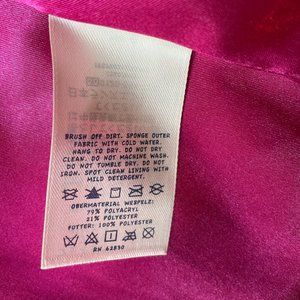 BRUSH OFF DIRT. SPONGE OUTER
FABRIC WITH COLD WATER.
HANG TO DRY. DO NOT DRY
CLEAN. DO NOT MACHINE WASH.
DO NOT TUMBLE DRY. DO NOT
IRON. SPOT CLEAN LINING WITH
MILD DETERGENT.
OBERMATERIAL WEBPELZ:
79% POLYACRYL
21% POLYESTER
FUTTER: 100% POLYESTER
RN 62830